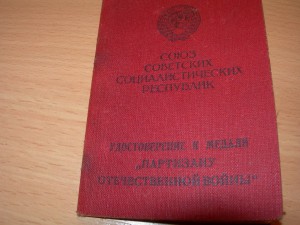 СОЮЗ
СОВЕТСКИХ
СОЦИАЛИСТИЧЕСКИХ
РЕСПУБЛИК
УДОСТОВЕРЕНИЕ К МЕДАЛИ
„ПАРТИЗАНУ
ОТЕЧЕСТВЕННОЙ ВОЙНЫ"